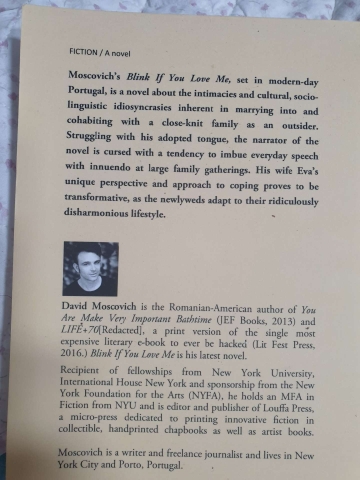 FICTION / A novel
Moscovich's Blink If You Love Me, set in modern-day
Portugal, is a novel about the intimacies and cultural, socio-
linguistic idiosyncrasies inherent in marrying into and
cohabiting with a close-knit family as an outsider.
Struggling with his adopted tongue, the narrator of the
novel is cursed with a tendency to imbue everyday speech
with innuendo at large family gatherings. His wife Eva's
unique perspective and approach to coping proves to be
transformative, as the newlyweds adapt to their ridiculously
disharmonious lifestyle.
David Moscovich is the Romanian-American author of You
Are Make Very Important Bathtime (JEF Books, 2013) and
LIFE+70[Redacted], a print version of the single most
expensive literary e-book to ever be hacked (Lit Fest Press,
2016.) Blink If You Love Me is his latest novel.
Recipient of fellowships from New York University,
International House New York and sponsorship from the New
York Foundation for the Arts (NYFA), he holds an MFA in
Fiction from NYU and is editor and publisher of Louffa Press,
a micro-press dedicated to printing innovative fiction in
collectible, handprinted chapbooks as well as artist books.
Moscovich is a writer and freelance journalist and lives in New
York City and Porto, Portugal.